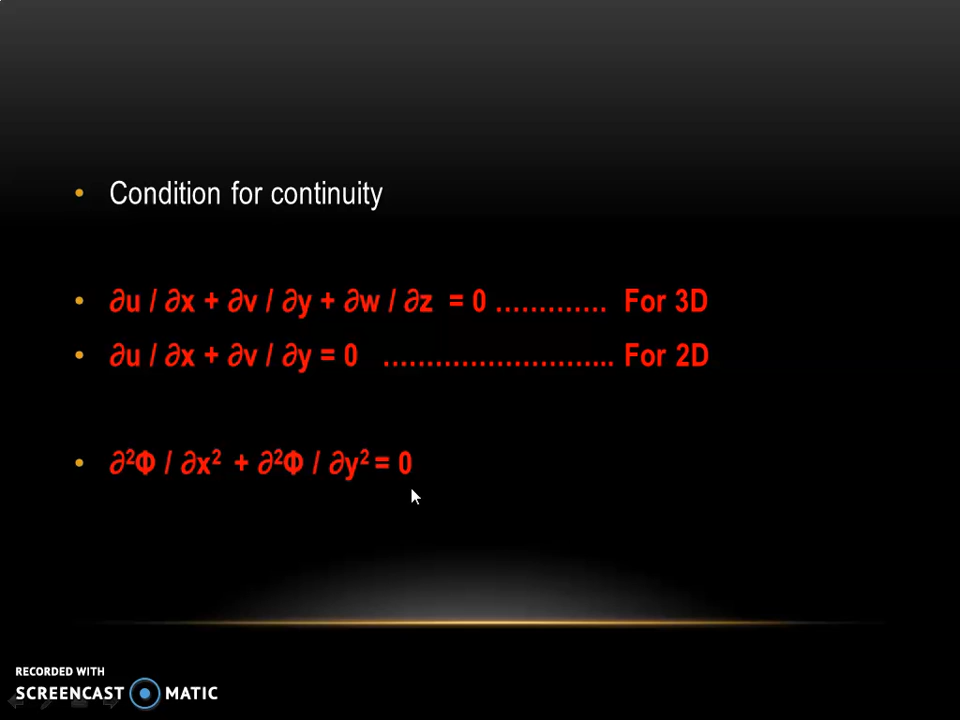 • Condition for continuity
• ∂u / ∂x + ∂v / ∂y + ∂w / ∂z = 0 …………. For 3D
• ∂u / ∂x + ∂v / ∂y = 0 …………………….... For 2D
• ∂²Φ / ∂x² + ∂²Φ / ∂y² = 0
RECORDED WITH
SCREENCAST MATIC